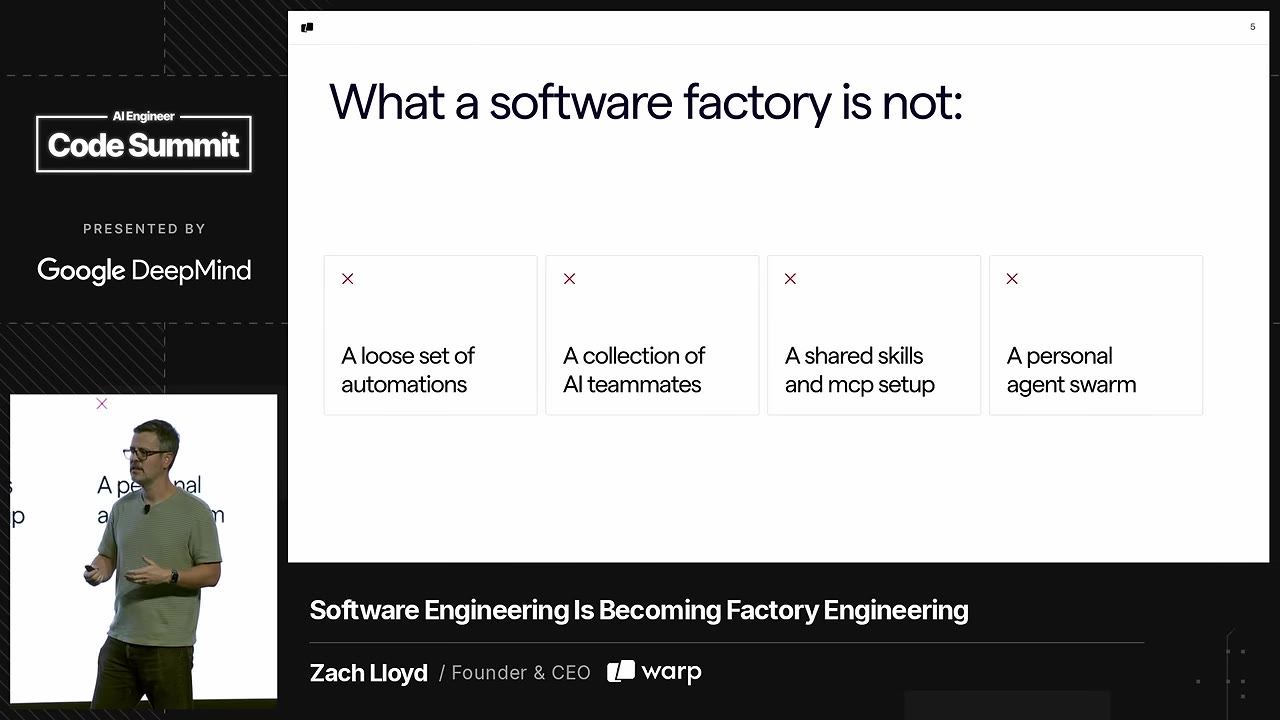 5
What a software factory is not:
A loose set of
automations
A collection of
AI teammates
A shared skills
and mcp setup
A personal
agent swarm
AI Engineer
Code Summit
PRESENTED BY
Google DeepMind
A pe nal
p a m
Software Engineering Is Becoming Factory Engineering
Zach Lloyd / Founder & CEO warp